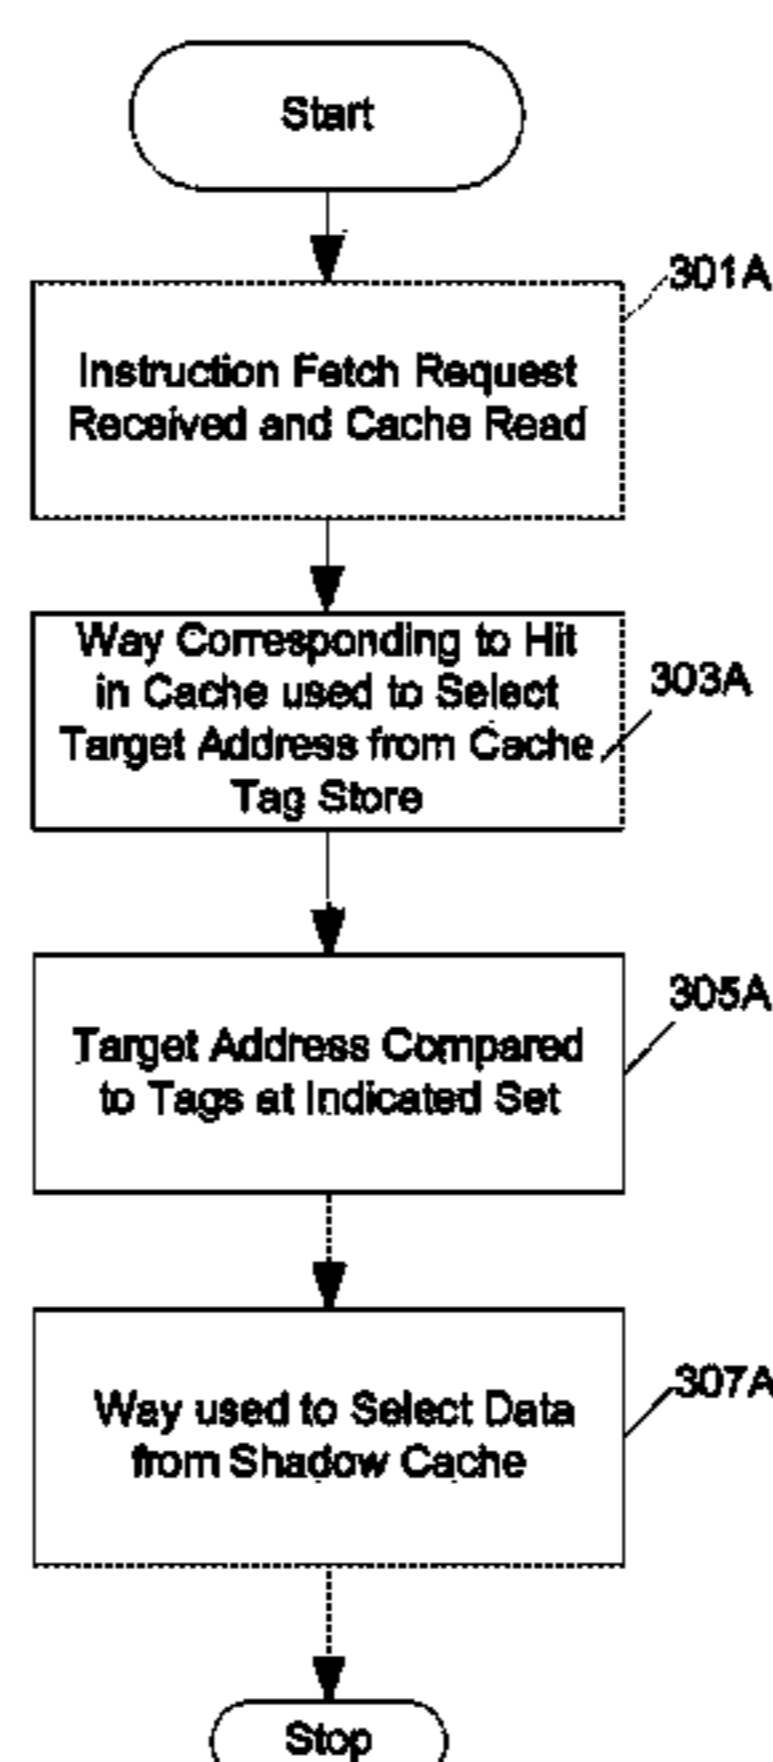 Start
301A
Instruction Fetch Request
Received and Cache Read
Way Corresponding to Hit
in Cache used to Select
Target Address from Cache
Tag Store
303A
305A
Target Address Compared
to Tags at Indicated Set
307A
Way used to Select Data
from Shadow Cache
Stop